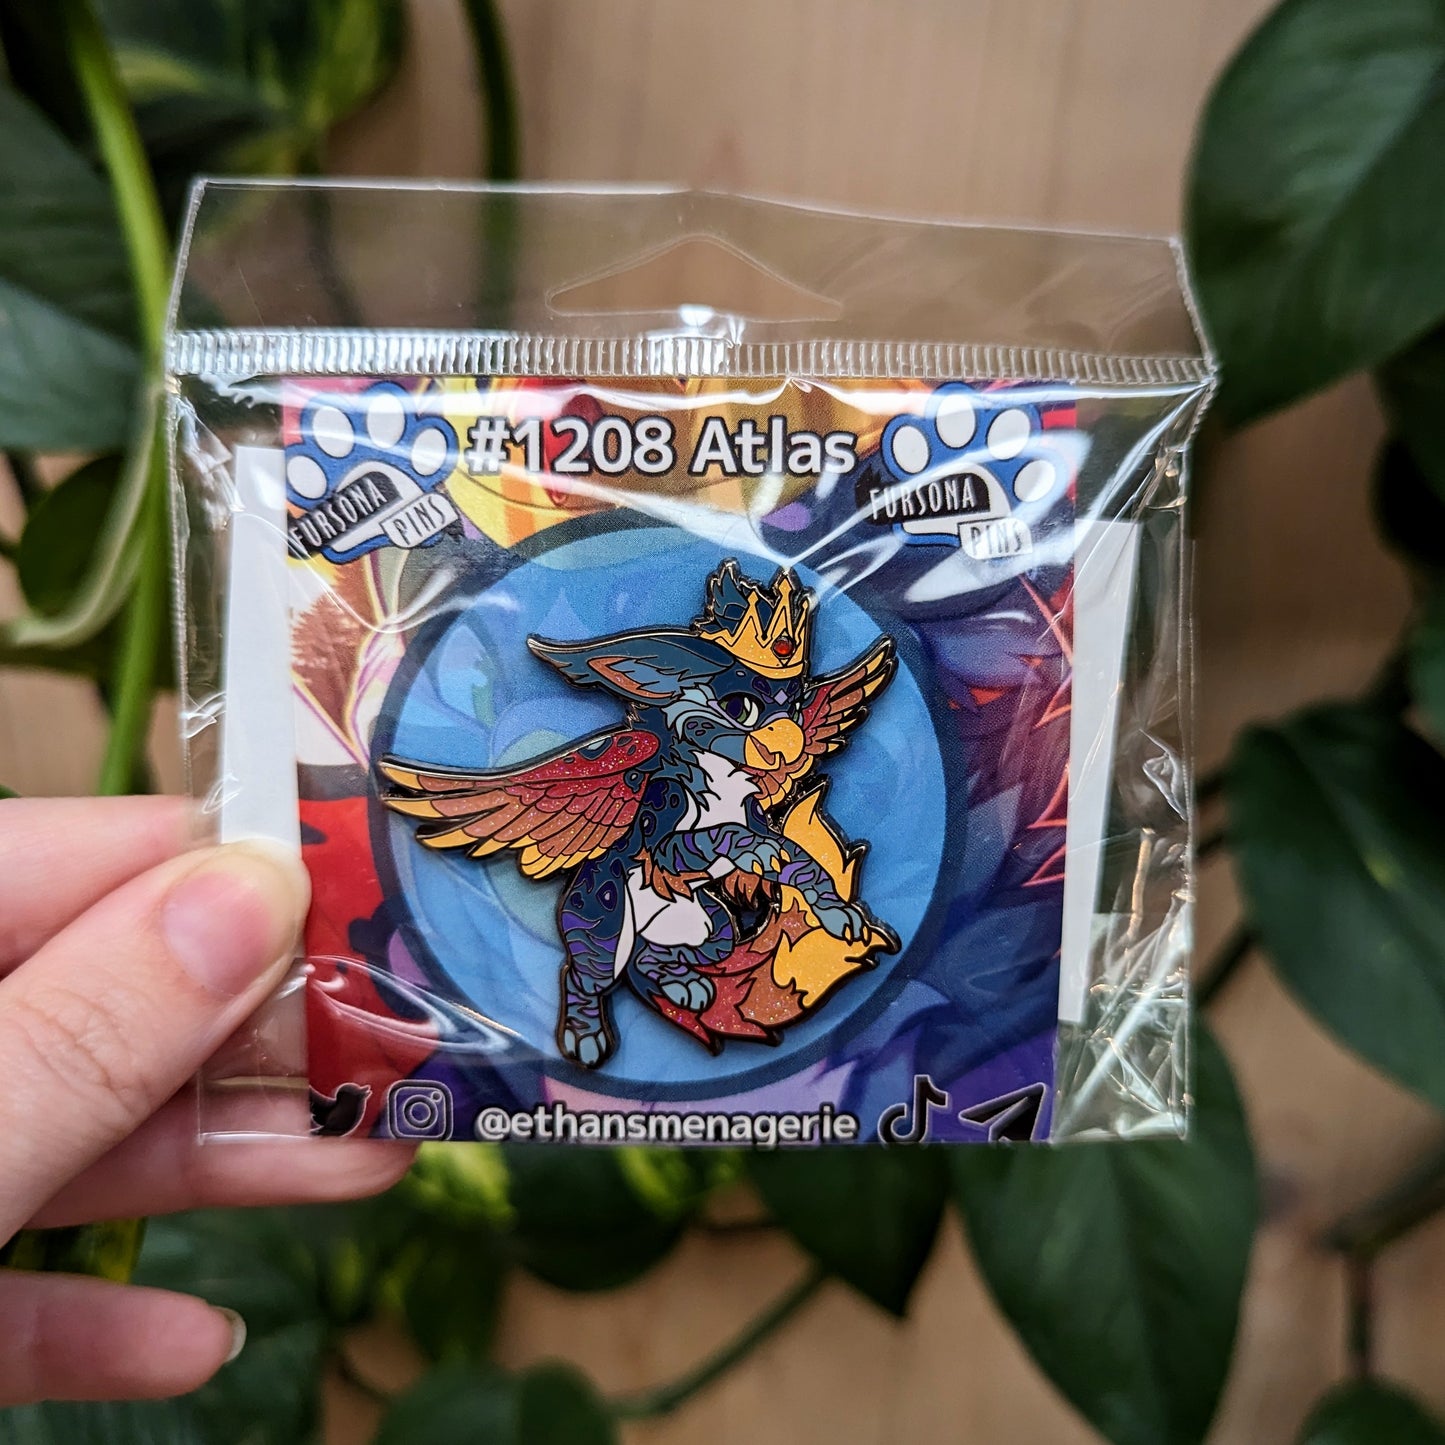 #1208 Atlas
FURSONA
PINS
FURSONA
PINS
@ethansmenagerie